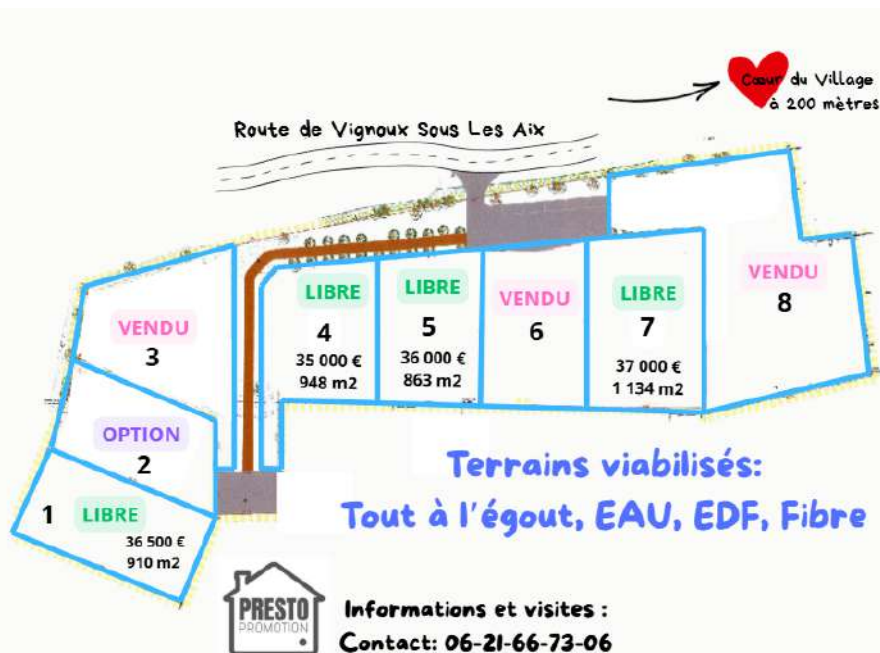 Cœur du Village
à 200 mètres
Route de Vignoux Sous Les Aix
VENDU
3
OPTION
2
1 LIBRE
36 500 €
910 m2
LIBRE
4
35 000 €
948 m2
LIBRE
5
36 000 €
863 m2
VENDU
6
LIBRE
7
37 000 €
1 134 m2
VENDU
8
Terrains viabilisés:
Tout à l'égout, EAU, EDF, Fibre
PRESTO
PROMOTION
Informations et visites :
Contact: 06-21-66-73-06